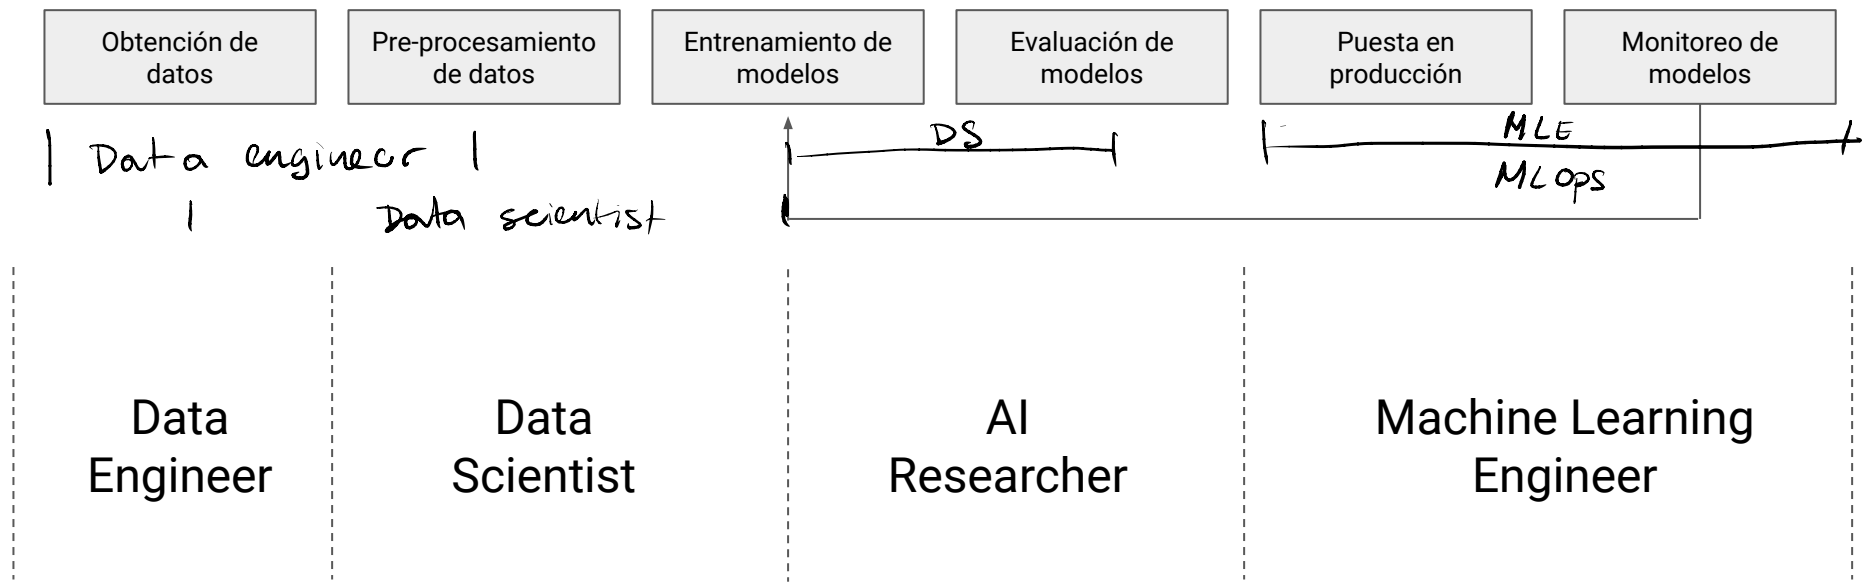 Obtención de
datos
Pre-procesamiento
de datos
Entrenamiento de
modelos
Evaluación de
modelos
Puesta en
producción
Monitoreo de
modelos
Data engineer
DS
MLE
MLOps
Data scientist
Data
Engineer
Data
Scientist
AI
Researcher
Machine Learning
Engineer